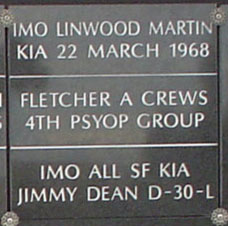 IMO LINWOOD MARTIN
KIA 22 MARCH 1968
FLETCHER A CREWS
4TH PSYOP GROUP
IMO ALL SF KIA
JIMMY DEAN D-30-L